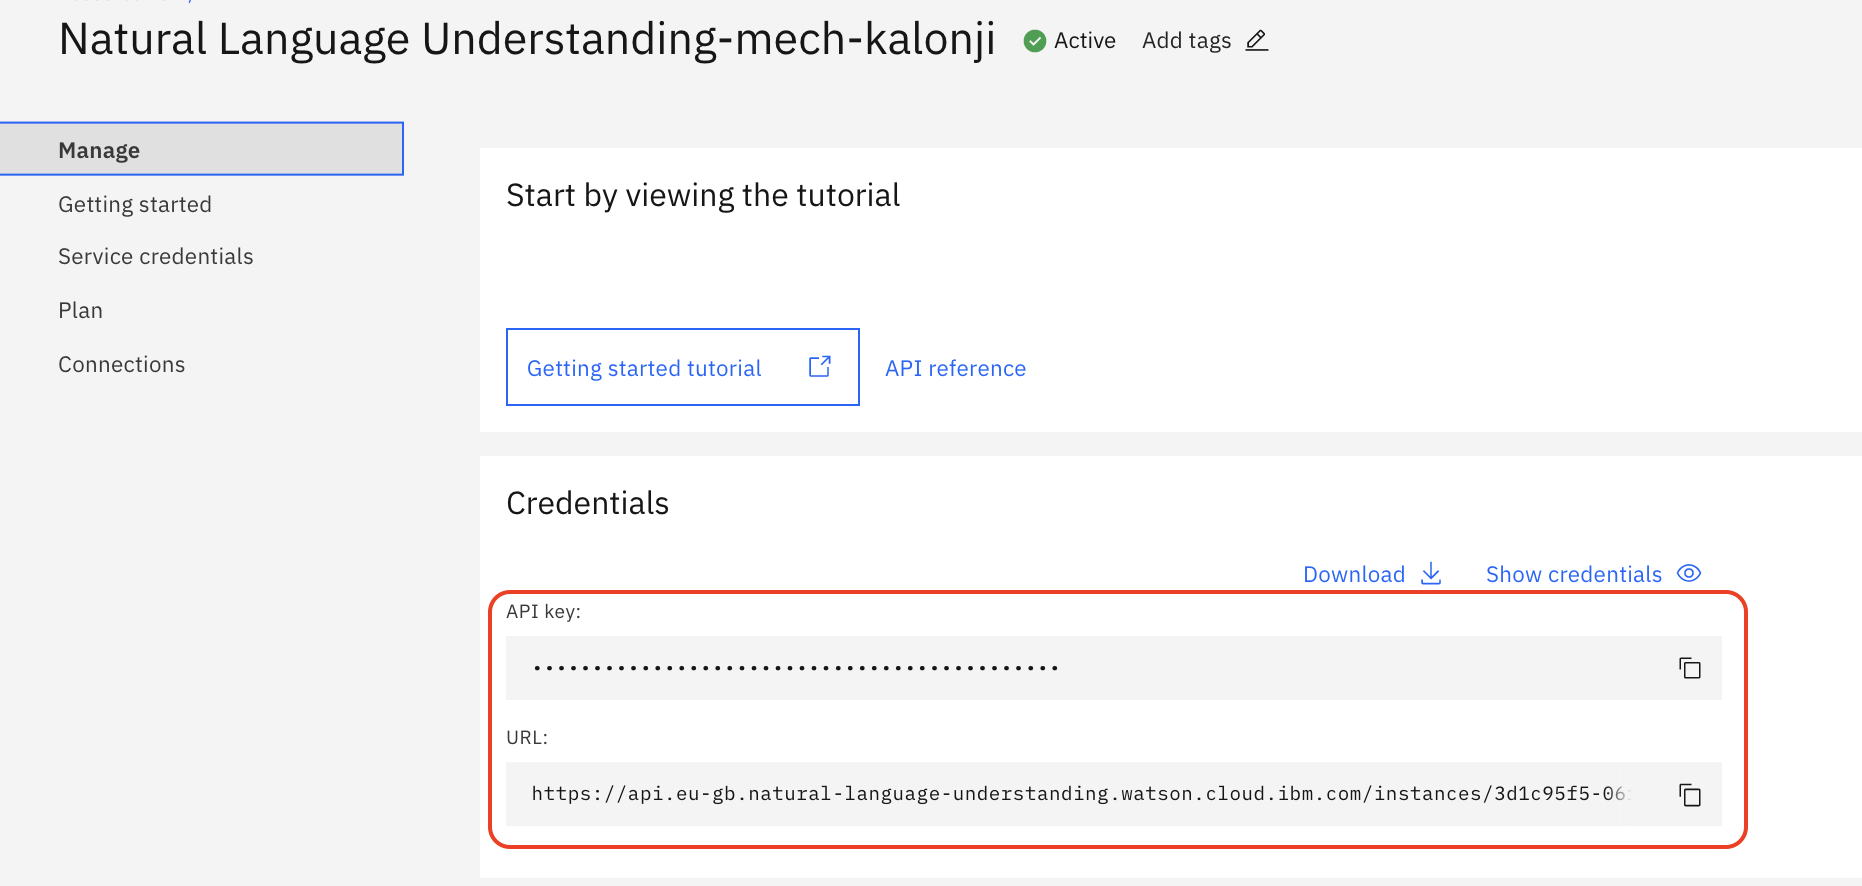 Natural Language Understanding-mech-kalonji
Active
Add tags
Manage
Getting started
Service credentials
Plan
Connections
Start by viewing the tutorial
Getting started tutorial
API reference
Credentials
Download
Show credentials
API key:
••••••••••••••••••••••••••••••••••••••••••••
URL:
https://api.eu-gb.natural-language-understanding.watson.cloud.ibm.com/instances/3d1c95f5-06